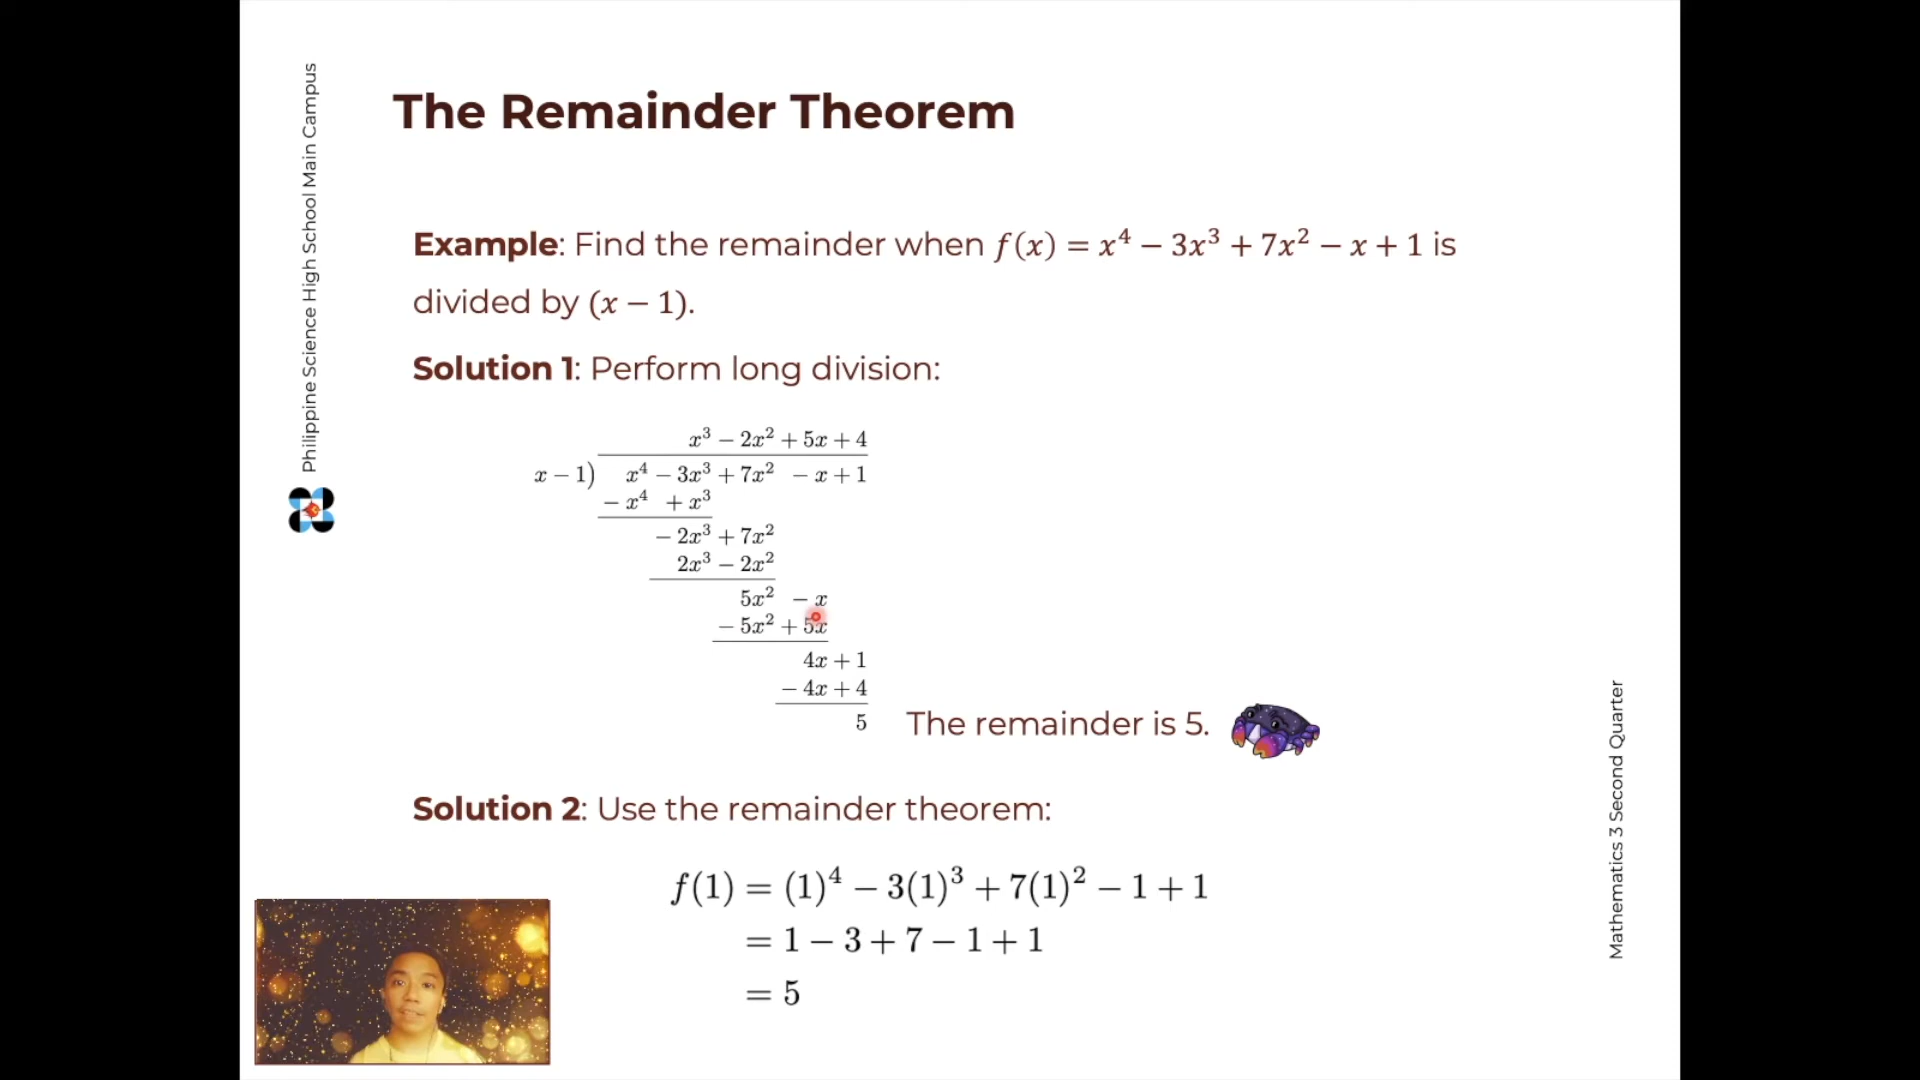 Philippine Science High School Main Campus
The Remainder Theorem
Example: Find the remainder when f(x) = x⁴ − 3x³ + 7x² − x + 1 is
divided by (x − 1).
Solution 1: Perform long division:
x³ − 2x² + 5x + 4
x − 1) x⁴ − 3x³ + 7x² − x + 1
− x⁴ + x³
− 2x³ + 7x²
2x³ − 2x²
5x² − x
− 5x² + 5x
4x + 1
− 4x + 4
5
The remainder is 5.
Solution 2: Use the remainder theorem:
f(1) = (1)⁴ − 3(1)³ + 7(1)² − 1 + 1
= 1 − 3 + 7 − 1 + 1
= 5
Mathematics 3 Second Quarter